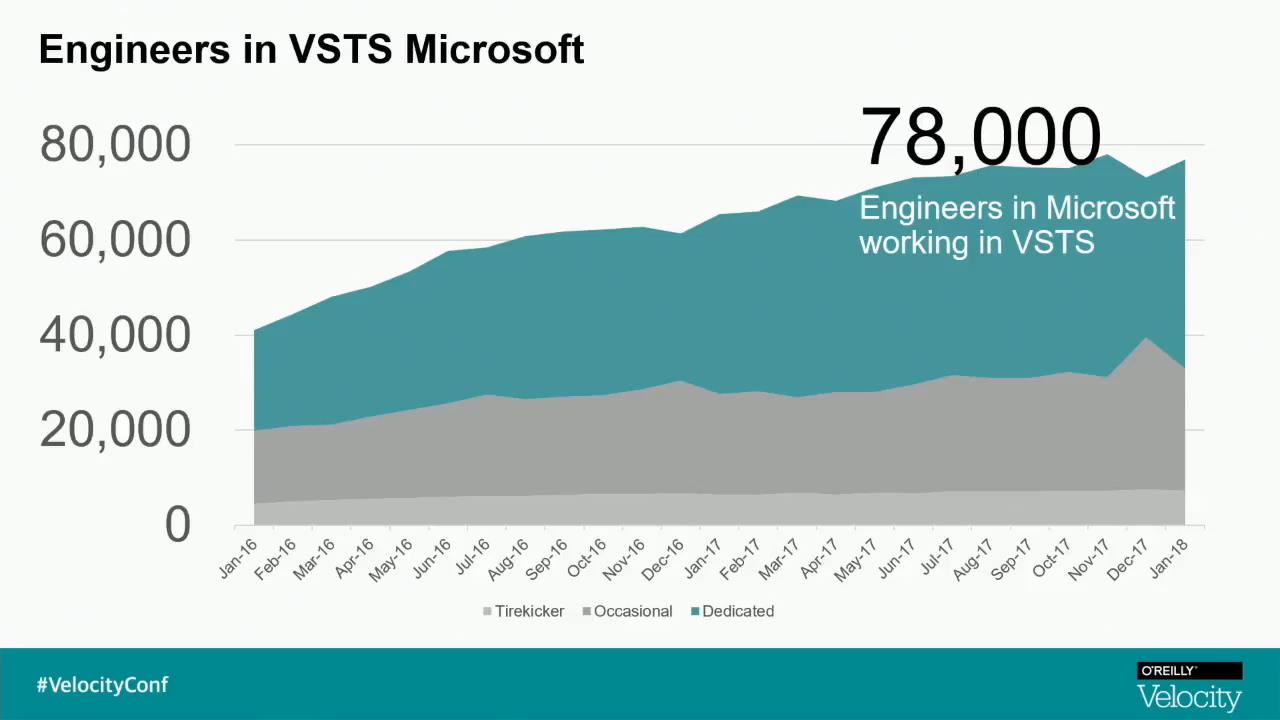 Engineers in VSTS Microsoft
78,000
Engineers in Microsoft
working in VSTS
80,000
60,000
40,000
20,000
0
Jan-16
Feb-16
Mar-16
Apr-16
May-16
Jun-16
Jul-16
Aug-16
Sep-16
Oct-16
Nov-16
Dec-16
Jan-17
Feb-17
Mar-17
Apr-17
May-17
Jun-17
Jul-17
Aug-17
Sep-17
Oct-17
Nov-17
Dec-17
Jan-18
Tirekicker Occasional Dedicated
#VelocityConf
O'REILLY
Velocity